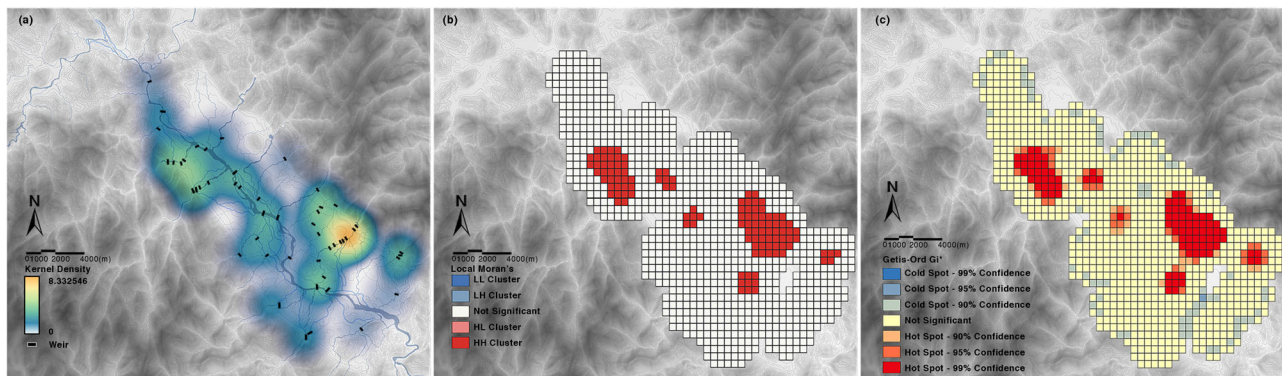 (a)
N
01000 2000 4000(m)
Kernel Density
8.332546
0
Weir
(b)
N
01000 2000 4000(m)
Local Moran's
LL Cluster
LH Cluster
Not Significant
HL Cluster
HH Cluster
(c)
N
01000 2000 4000(m)
Getis-Ord Gi*
Cold Spot - 99% Confidence
Cold Spot - 95% Confidence
Cold Spot - 90% Confidence
Not Significant
Hot Spot - 90% Confidence
Hot Spot - 95% Confidence
Hot Spot - 99% Confidence